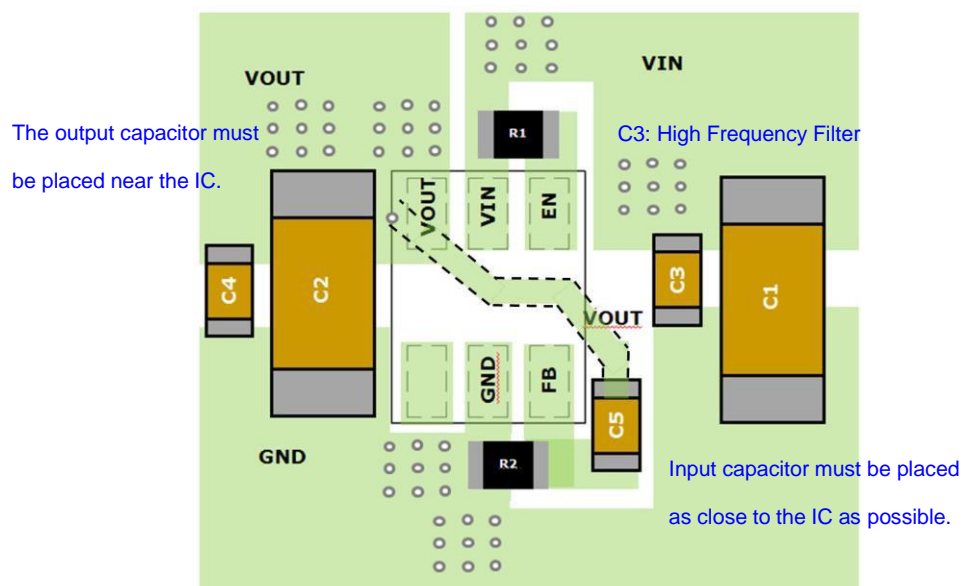 VOUT
VIN
The output capacitor must
be placed near the IC.
R1
C3: High Frequency Filter
VOUT
VIN
EN
C4
C2
C3
C1
VOUT
GND
FB
C5
GND
R2
Input capacitor must be placed
as close to the IC as possible.